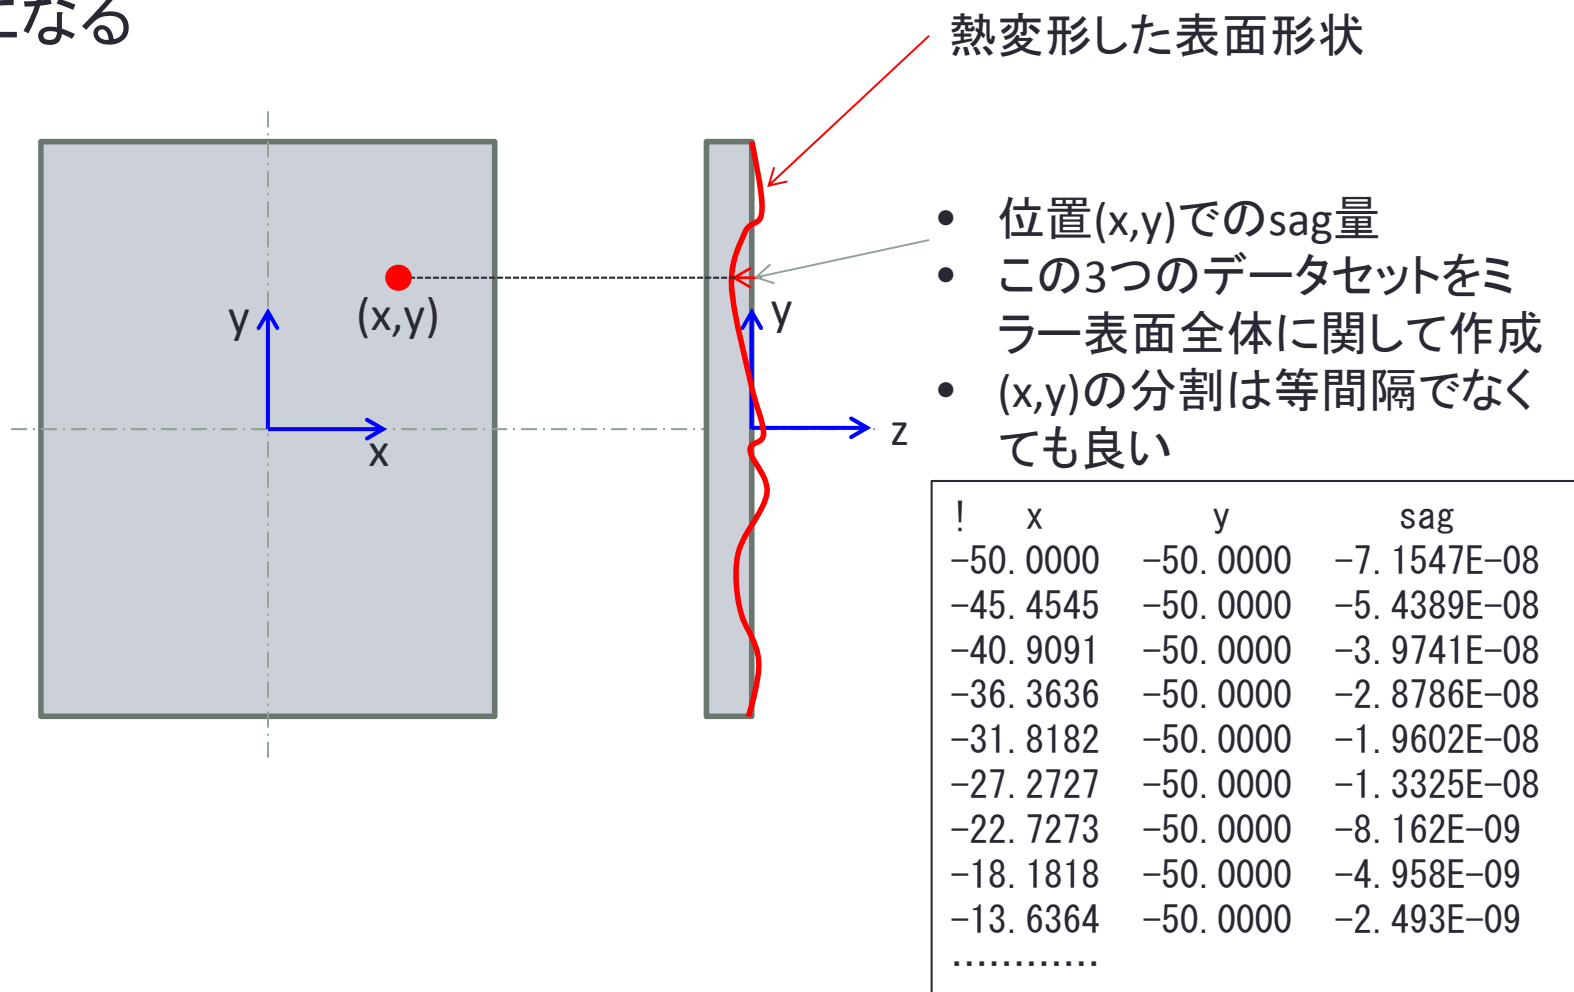 になる
熱変形した表面形状
• 位置(x,y)でのsag量
• この3つのデータセットをミ
ラー表面全体に関して作成
• (x,y)の分割は等間隔でなく
ても良い
y
(x,y)
x
y
z
! x y sag
-50.0000 -50.0000 -7.1547E-08
-45.4545 -50.0000 -5.4389E-08
-40.9091 -50.0000 -3.9741E-08
-36.3636 -50.0000 -2.8786E-08
-31.8182 -50.0000 -1.9602E-08
-27.2727 -50.0000 -1.3325E-08
-22.7273 -50.0000 -8.162E-09
-18.1818 -50.0000 -4.958E-09
-13.6364 -50.0000 -2.493E-09
…………